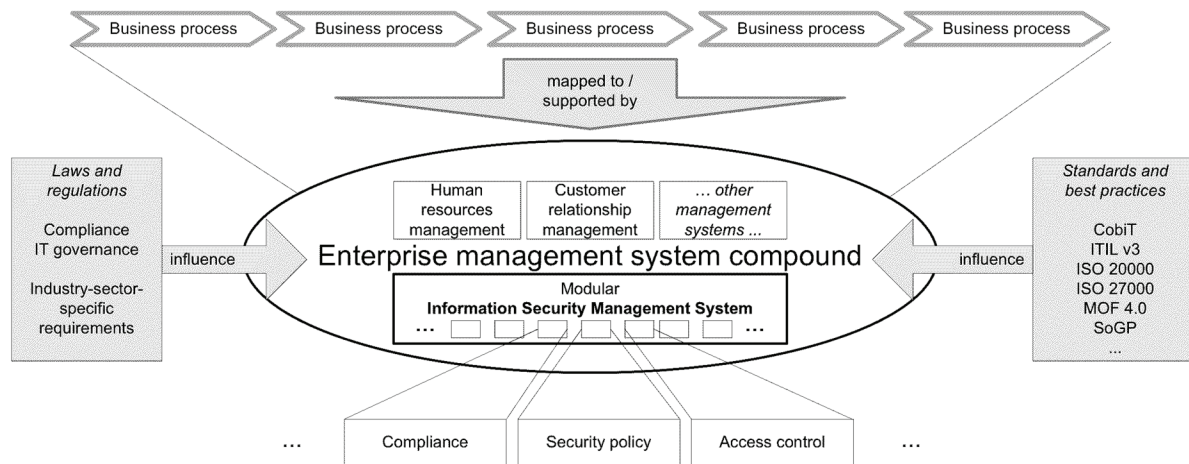 Business process
Business process
Business process
Business process
Business process
mapped to /
supported by
Laws and
regulations
Compliance
IT governance
Industry-sector-
specific
requirements
influence
Human
resources
management
Customer
relationship
management
... other
management
systems ...
Enterprise management system compound
Modular
Information Security Management System
...
...
influence
Standards and
best practices
CobiT
ITIL v3
ISO 20000
ISO 27000
MOF 4.0
SoGP
...
...
Compliance
Security policy
Access control
...